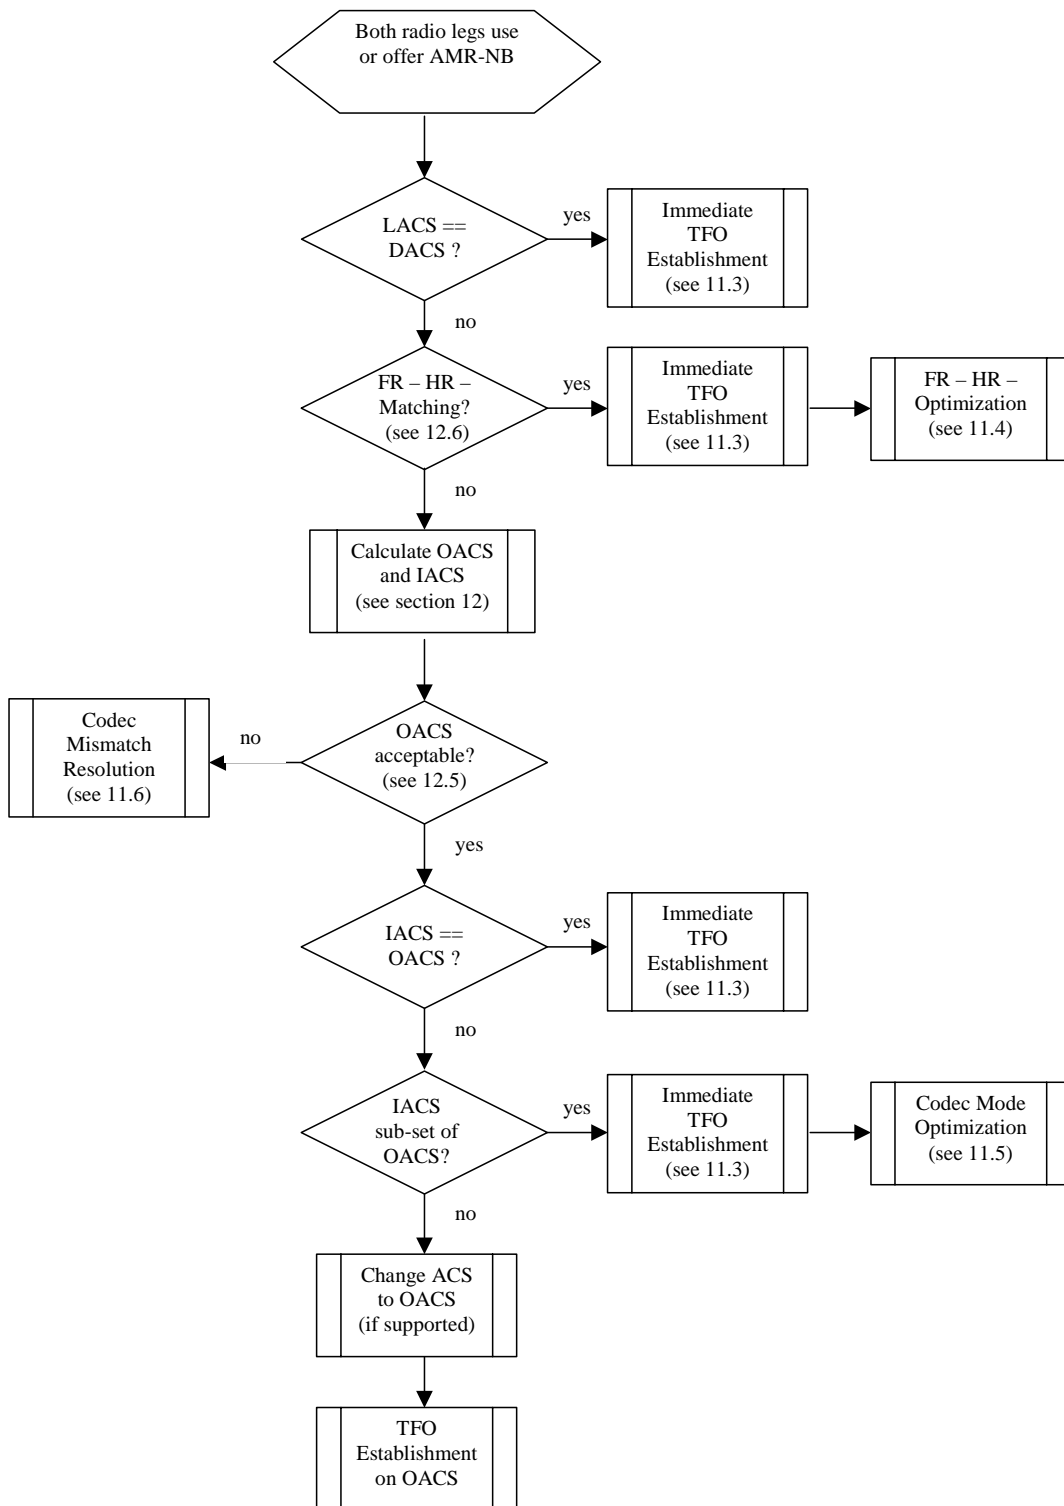 Both radio legs use
or offer AMR-NB
LACS ==
DACS ?
yes
Immediate
TFO
Establishment
(see 11.3)
no
FR – HR –
Matching?
(see 12.6)
yes
Immediate
TFO
Establishment
(see 11.3)
FR – HR –
Optimization
(see 11.4)
no
Calculate OACS
and IACS
(see section 12)
OACS
acceptable?
(see 12.5)
no
Codec
Mismatch
Resolution
(see 11.6)
yes
IACS ==
OACS ?
yes
Immediate
TFO
Establishment
(see 11.3)
no
IACS
sub-set of
OACS?
yes
Immediate
TFO
Establishment
(see 11.3)
Codec Mode
Optimization
(see 11.5)
no
Change ACS
to OACS
(if supported)
TFO
Establishment
on OACS